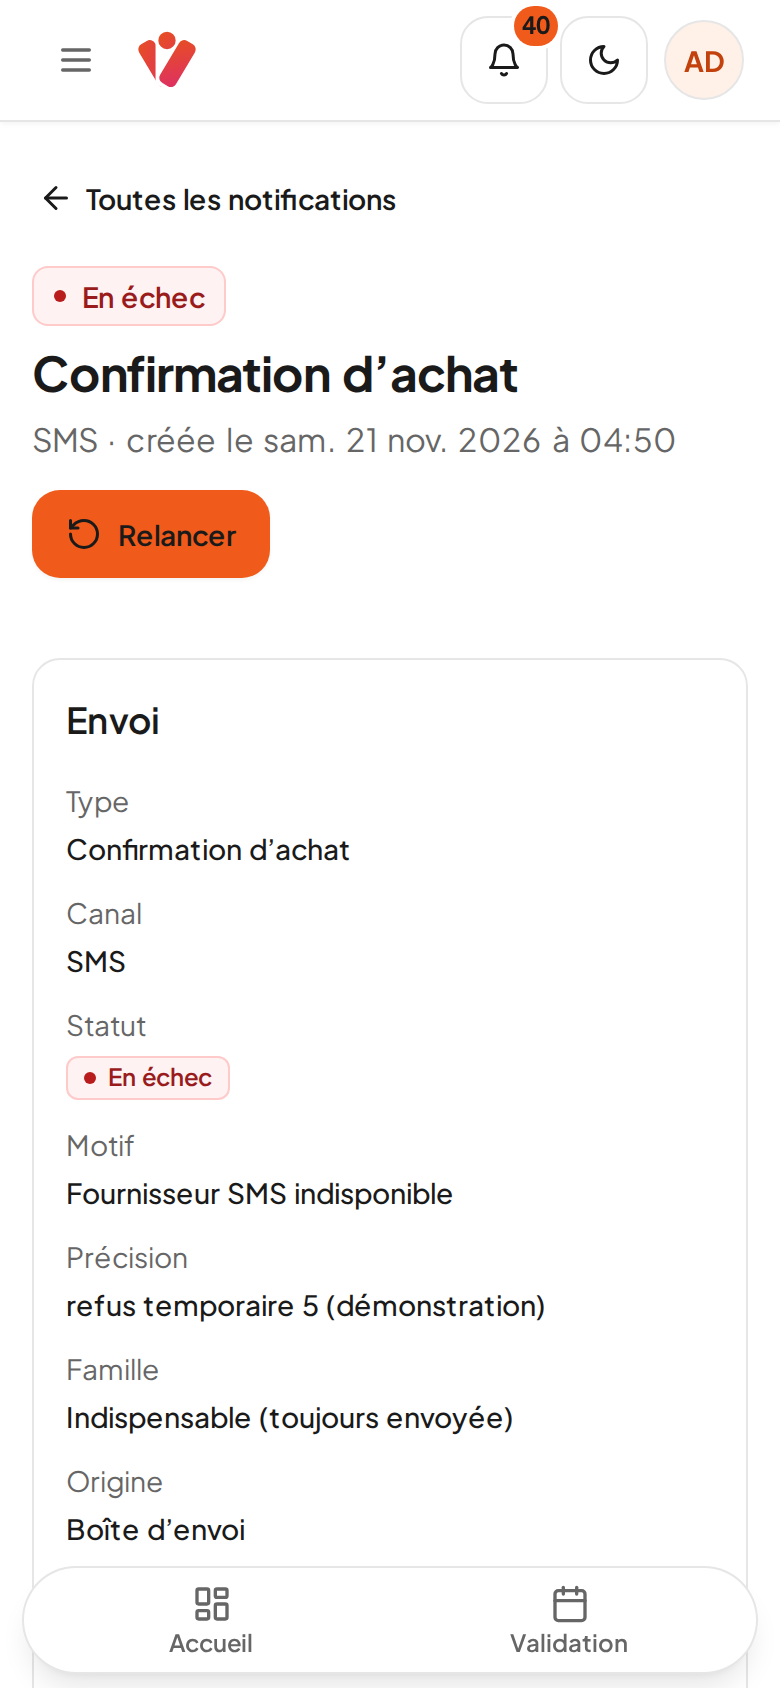 40
AD
Toutes les notifications
En échec
Confirmation d’achat
SMS · créée le sam. 21 nov. 2026 à 04:50
Relancer
Envoi
Type
Confirmation d’achat
Canal
SMS
Statut
En échec
Motif
Fournisseur SMS indisponible
Précision
refus temporaire 5 (démonstration)
Famille
Indispensable (toujours envoyée)
Origine
Boîte d’envoi
Accueil
Validation